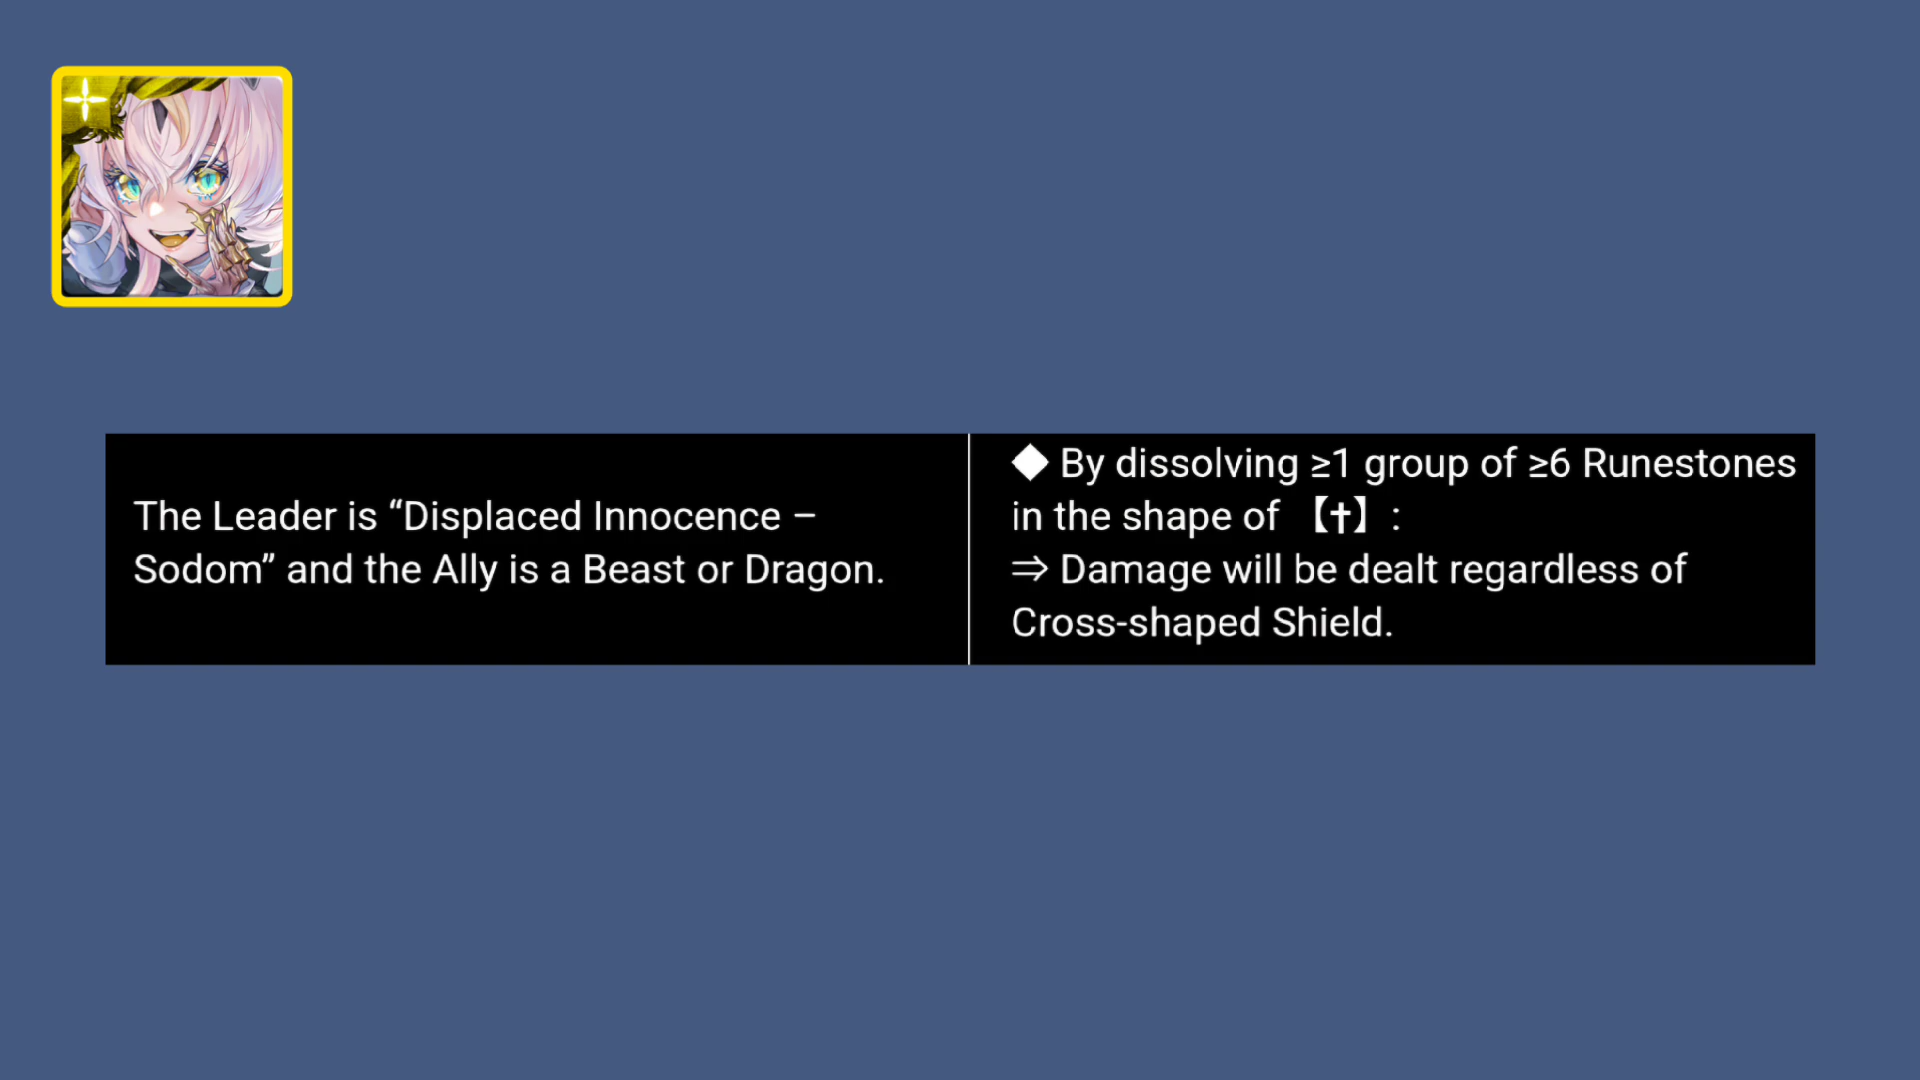 The Leader is “Displaced Innocence –
Sodom” and the Ally is a Beast or Dragon.
◆ By dissolving ≥1 group of ≥6 Runestones
in the shape of 【✝】 :
⇒ Damage will be dealt regardless of
Cross-shaped Shield.